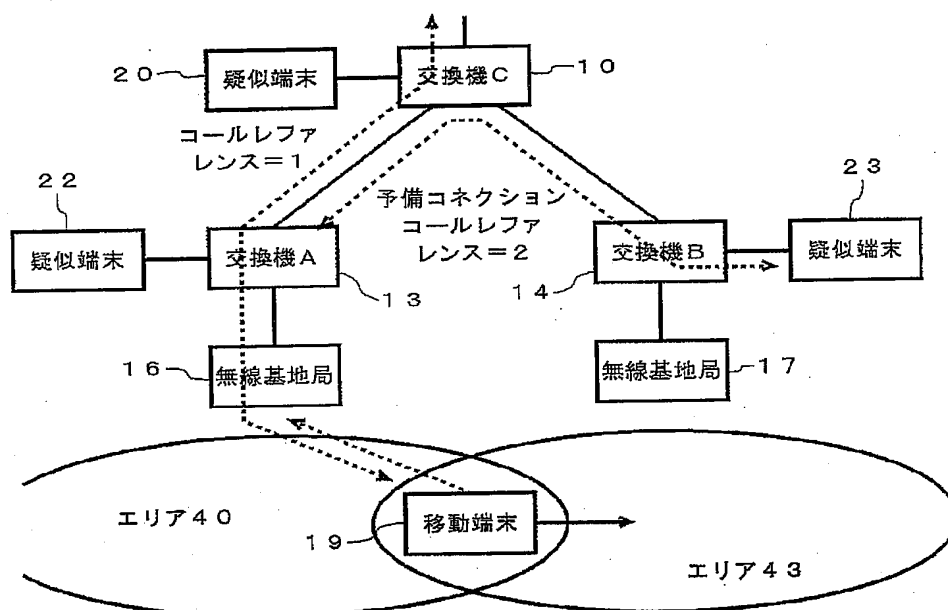 20
疑似端末
交換機C
10
コールレファ
レンス=1
22
予備コネクション
コールレファ
レンス=2
23
疑似端末
交換機A
13
14
交換機B
疑似端末
16
無線基地局
無線基地局
17
エリア40
19
移動端末
エリア43